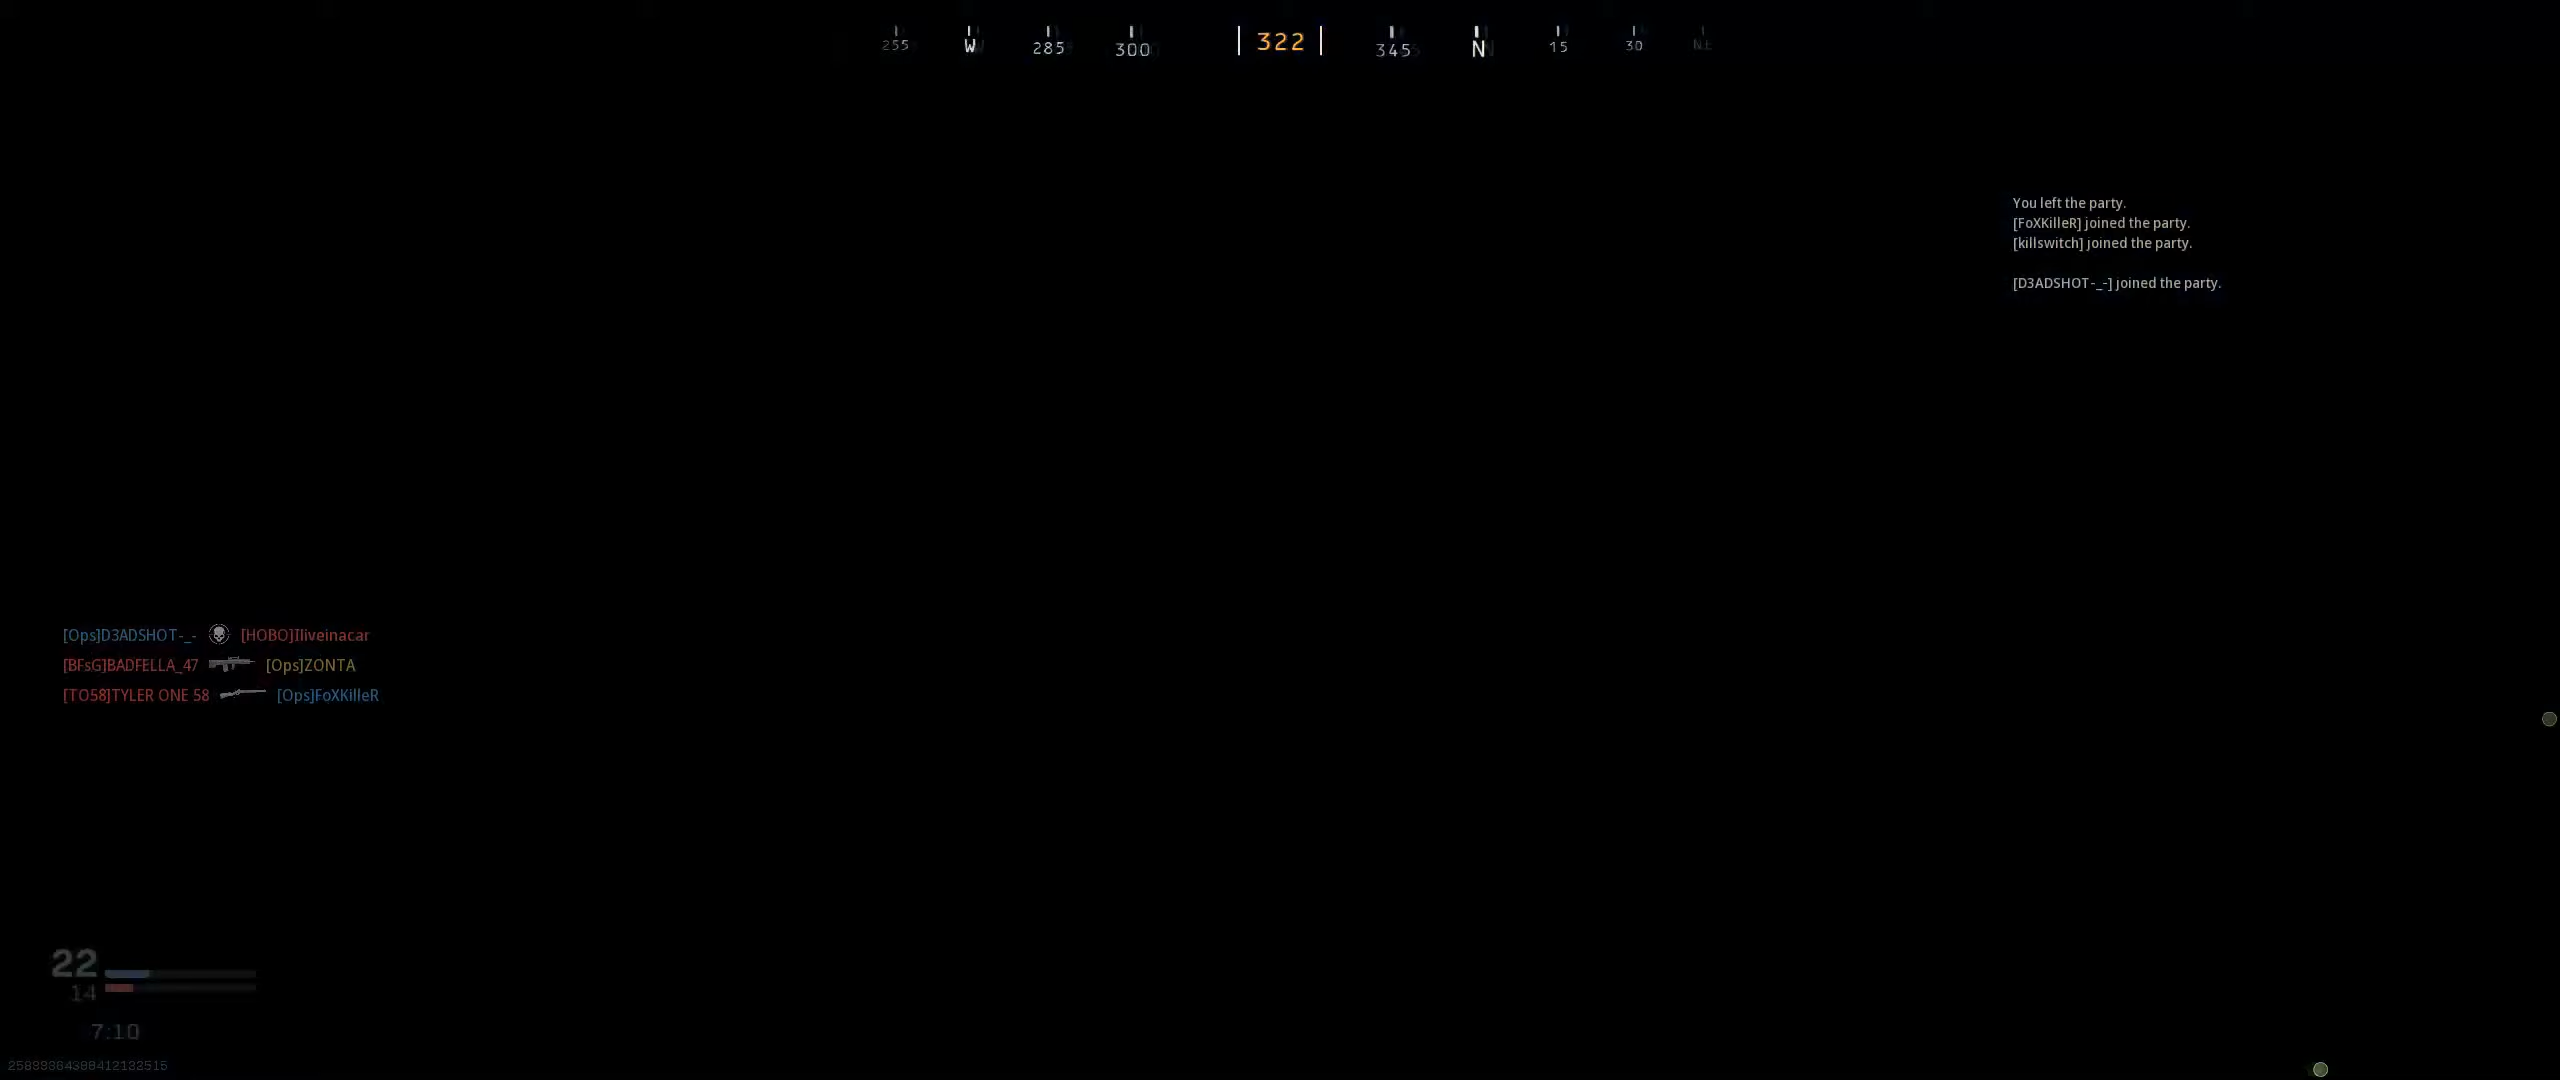 255 W 285 300 322 345 N 15 30 NE
You left the party.
[FoXKilleR] joined the party.
[killswitch] joined the party.
[D3ADSHOT-_-] joined the party.
[Ops]D3ADSHOT-_- [HOBO]Iliveinacar
[BFsG]BADFELLA_47 [Ops]ZONTA
[TO58]TYLER ONE 58 [Ops]FoXKilleR
22
14
7:10